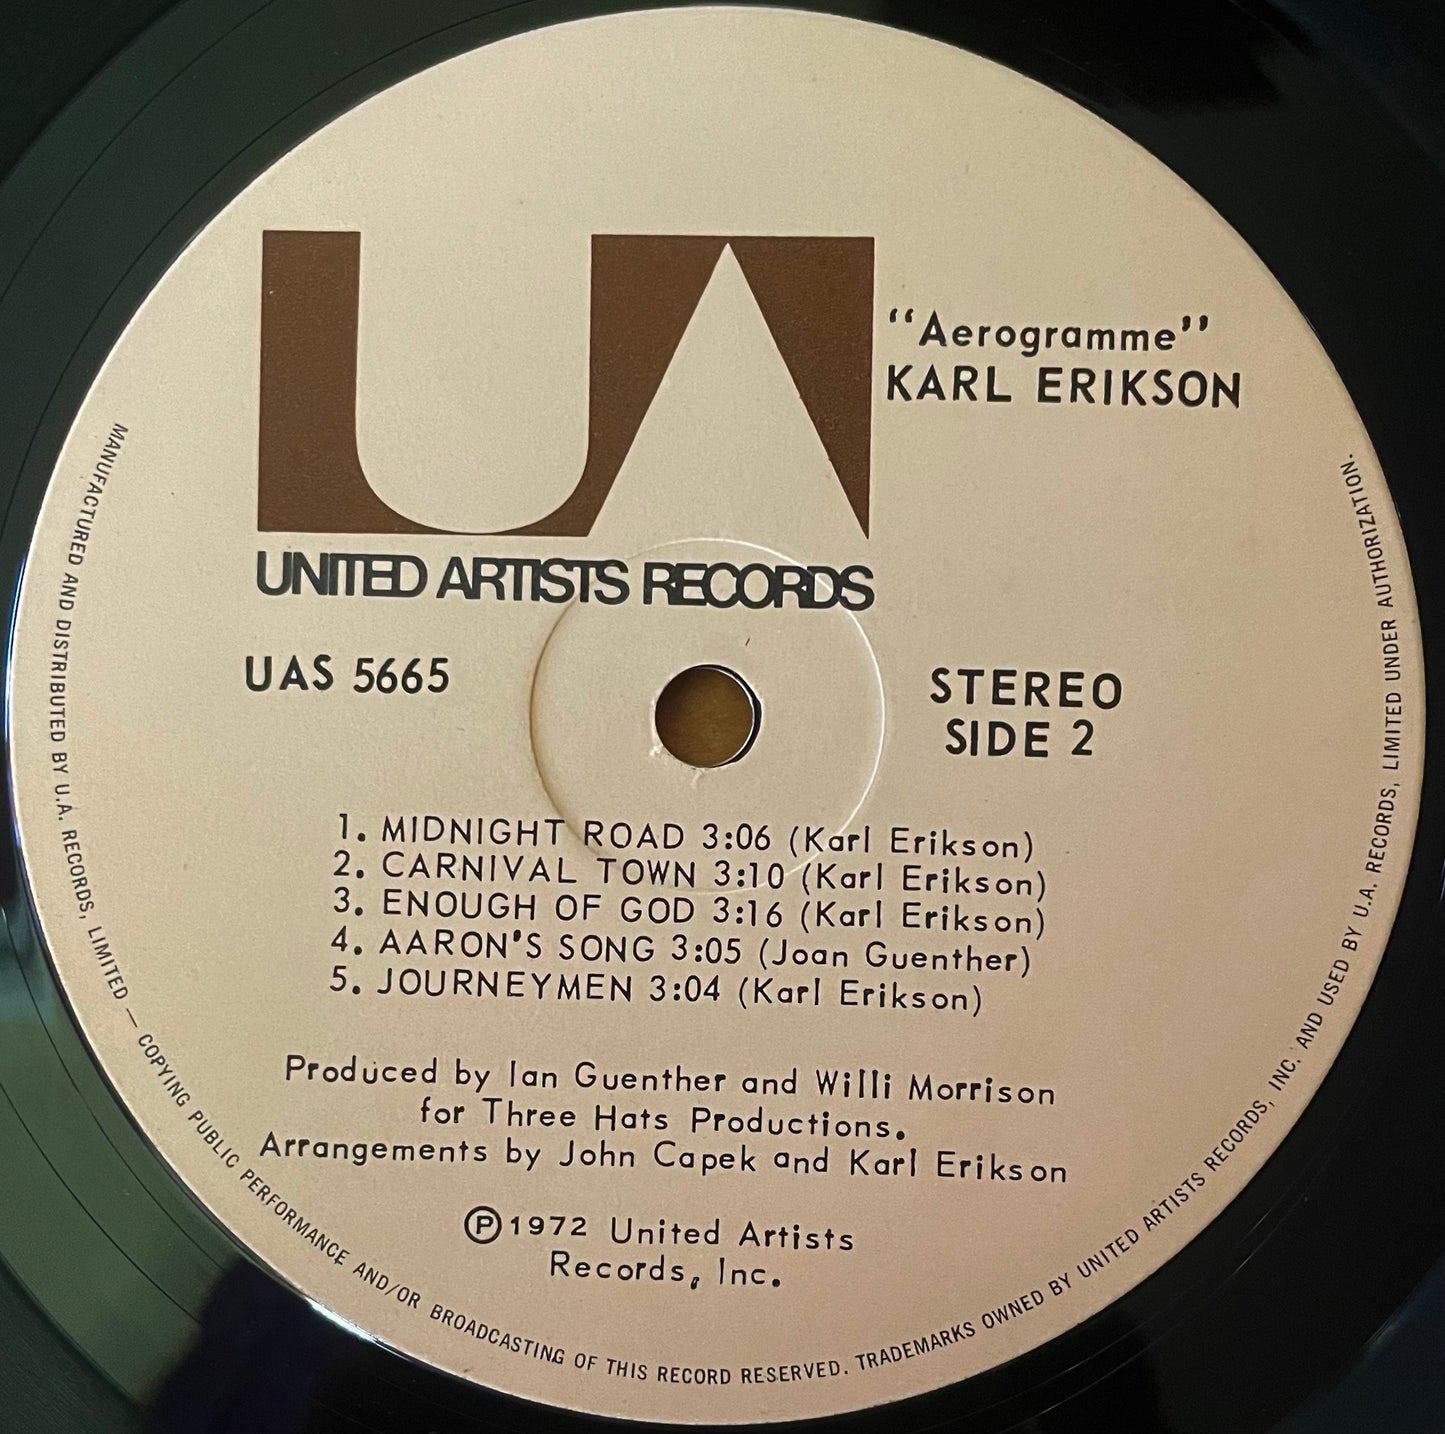 UA
"Aerogramme"
KARL ERIKSON
UNITED ARTISTS RECORDS
UAS 5665
STEREO
SIDE 2
1. MIDNIGHT ROAD 3:06 (Karl Erikson)
2. CARNIVAL TOWN 3:10 (Karl Erikson)
3. ENOUGH OF GOD 3:16 (Karl Erikson)
4. AARON'S SONG 3:05 (Joan Guenther)
5. JOURNEYMEN 3:04 (Karl Erikson)
Produced by Ian Guenther and Willi Morrison
for Three Hats Productions.
Arrangements by John Capek and Karl Erikson
Ⓟ1972 United Artists
Records, Inc.
MANUFACTURED AND DISTRIBUTED BY U.A. RECORDS, LIMITED — COPYING PUBLIC PERFORMANCE AND/OR BROADCASTING OF THIS RECORD RESERVED. TRADEMARKS OWNED BY UNITED ARTISTS RECORDS, INC. AND USED BY U.A. RECORDS, LIMITED UNDER AUTHORIZATION.